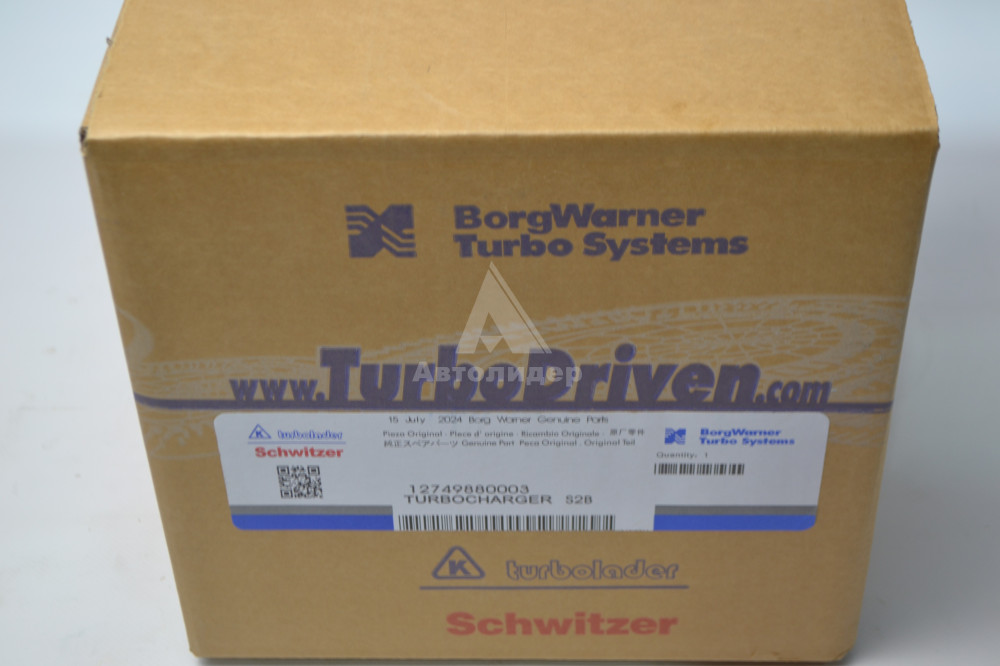 BorgWarner
Turbo Systems
Автолидер
www.TurboDriven.com
15 July 2024 Borg Warner Genuine Parts
K turbolader
Schwitzer
Pieza Original · Piece d' origine · Ricambio Originale · 原厂零件
純正スペアパーツ Genuine Part Peça Original . Original Teil
BorgWarner
Turbo Systems
Quantity: 1
12749880003
TURBOCHARGER S2B
K turbolader
Schwitzer